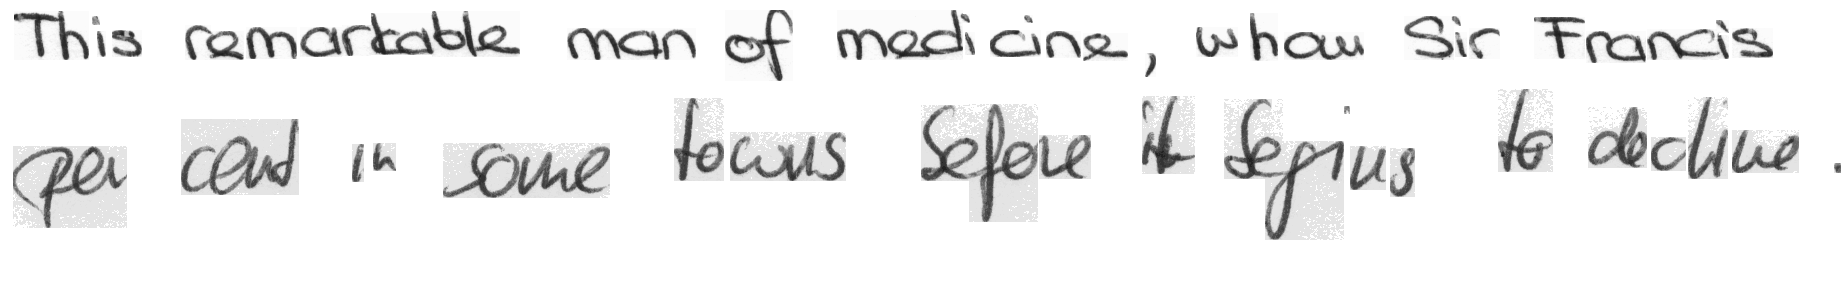 This remarkable man of medicine, whom Sir Francis
per cent in some towns before it begins to decline.